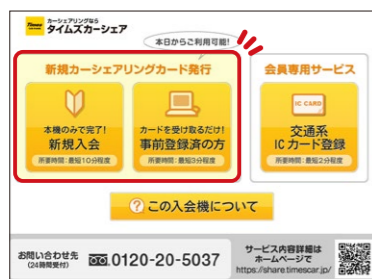 Times カーシェアリングなら
タイムズカーシェア
本日からご利用可能!
新規カーシェアリングカード発行
本機のみで完了!
新規入会
所要時間:最短10分程度
カードを受け取るだけ!
事前登録済の方
所要時間:最短3分程度
会員専用サービス
IC CARD
交通系
ICカード登録
所要時間:最短2分程度
? この入会機について
お問い合わせ先
(24時間受付)
0120-20-5037
サービス内容詳細は
ホームページで
https://share.timescar.jp/